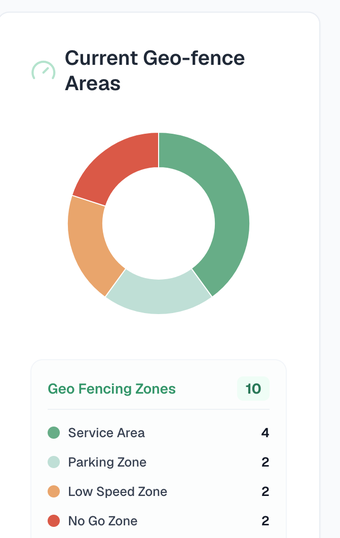 Current Geo-fence
Areas
Geo Fencing Zones 10
Service Area 4
Parking Zone 2
Low Speed Zone 2
No Go Zone 2